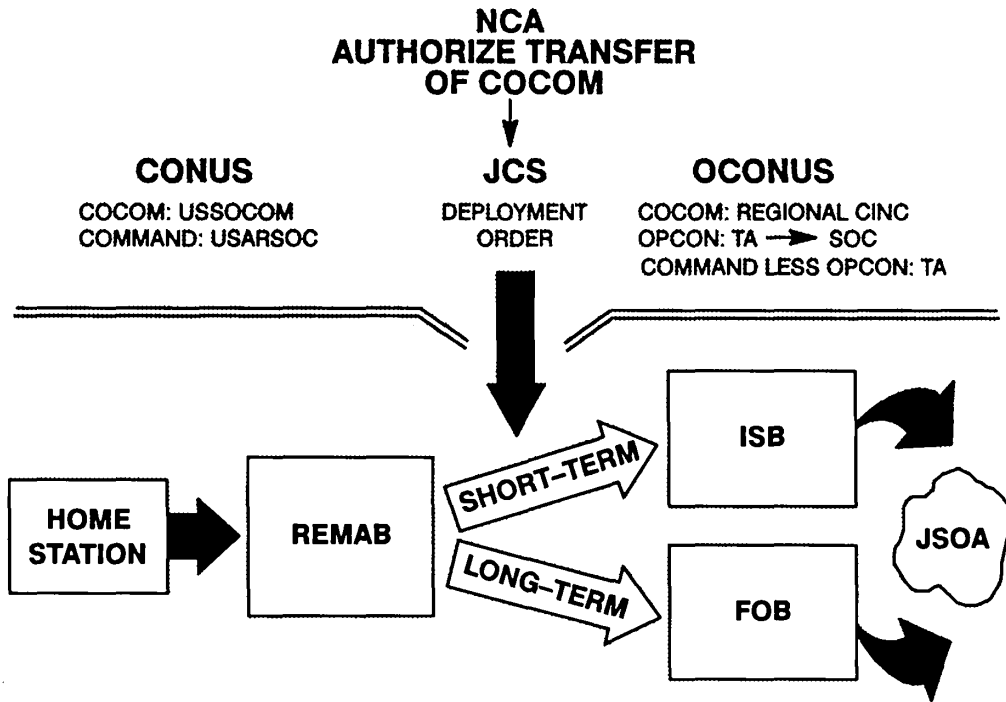 NCA
AUTHORIZE TRANSFER
OF COCOM
CONUS
COCOM: USSOCOM
COMMAND: USARSOC
JCS
DEPLOYMENT
ORDER
OCONUS
COCOM: REGIONAL CINC
OPCON: TA → SOC
COMMAND LESS OPCON: TA
HOME
STATION
REMAB
SHORT–TERM
LONG–TERM
ISB
FOB
JSOA